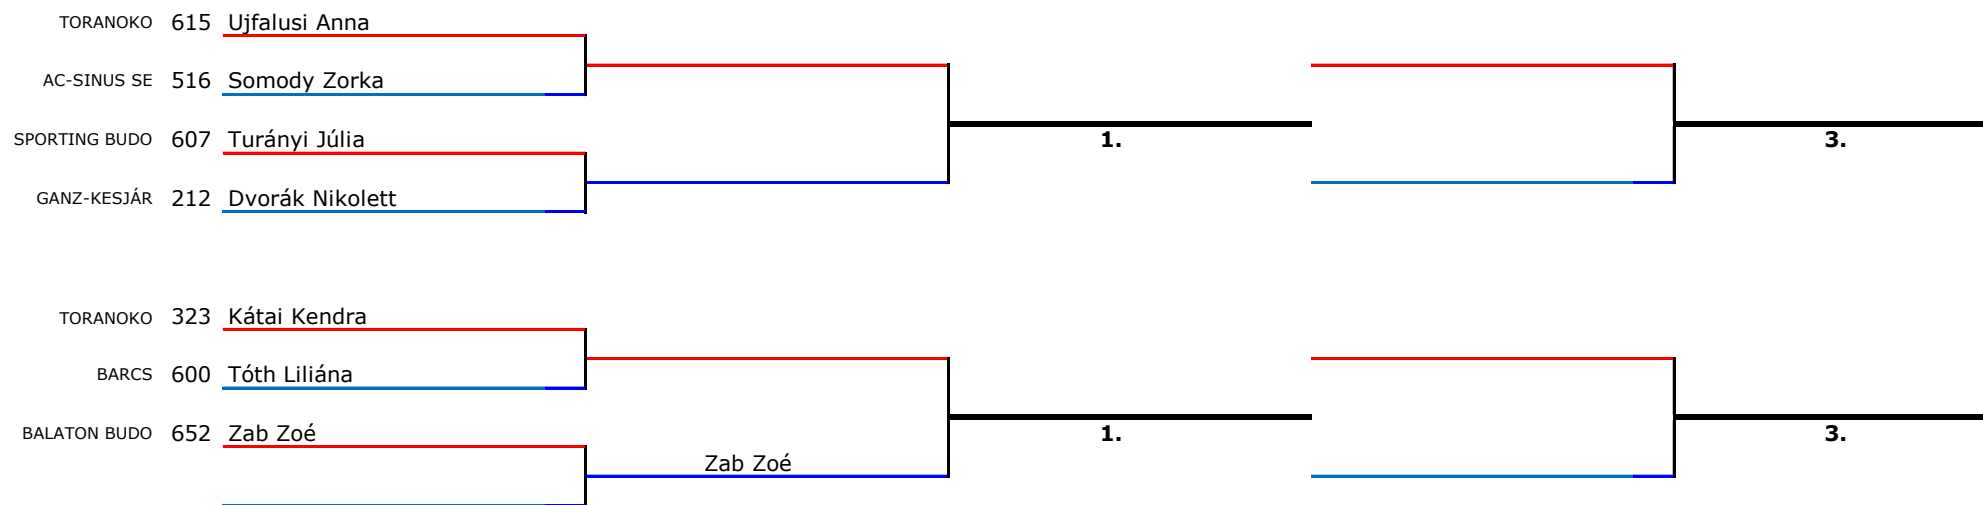 TORANOKO 615 Ujfalusi Anna
AC-SINUS SE 516 Somody Zorka
SPORTING BUDO 607 Turányi Júlia
1. 3.
GANZ-KESJÁR 212 Dvorák Nikolett
TORANOKO 323 Kátai Kendra
BARCS 600 Tóth Liliána
BALATON BUDO 652 Zab Zoé
1. 3.
Zab Zoé